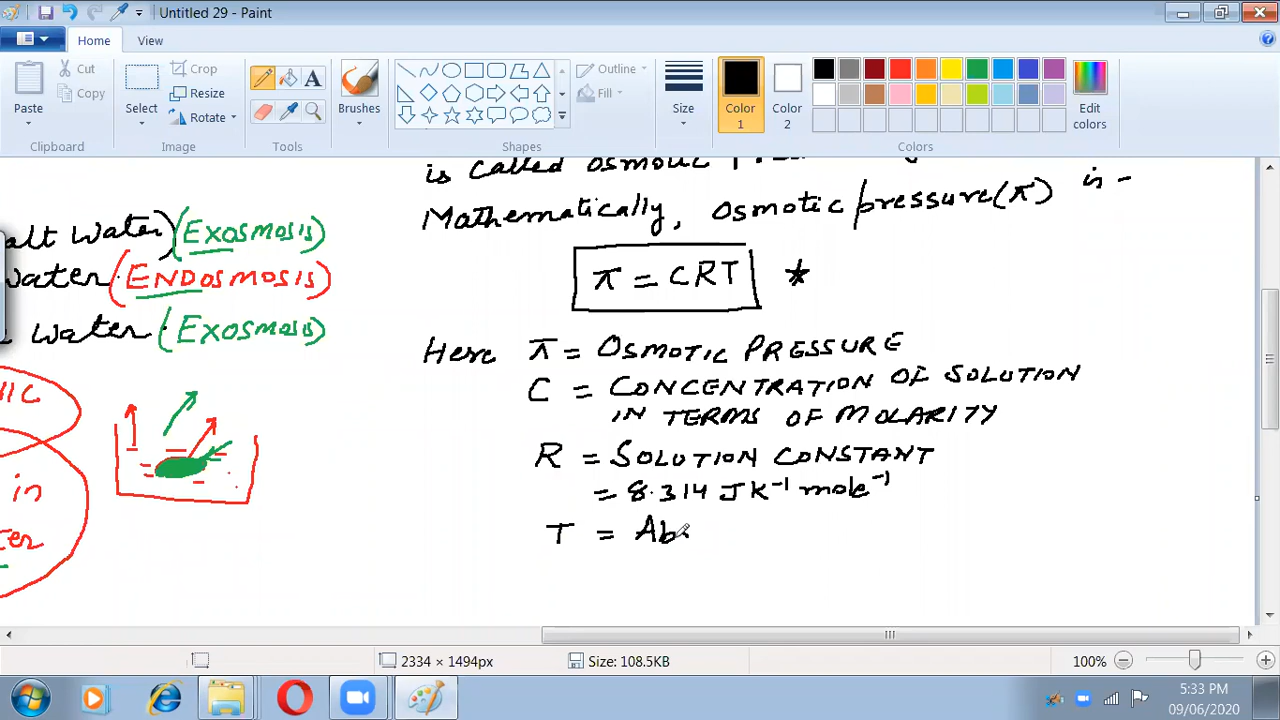 Untitled 29 - Paint
Home View
Cut
Copy
Paste
Clipboard
Select
Crop
Resize
Rotate
Image
Tools
Brushes
Shapes
Outline
Fill
Size
Color 1
Color 2
Edit colors
Colors
is called osmotic
Mathematically, osmotic pressure(π) is -
alt water) (Exosmosis)
water (ENDosmosis)
water (Exosmosis)
π = CRT *
Here π = OSMOTIC PRESSURE
C = CONCENTRATION OF SOLUTION
IN TERMS OF MOLARITY
R = SOLUTION CONSTANT
= 8.314 J K⁻¹ mole⁻¹
T = Abs
in
ter
2334 × 1494px
Size: 108.5KB
100%
5:33 PM
09/06/2020